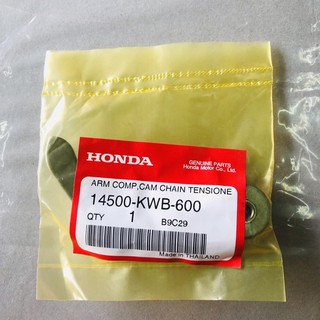 HONDA
GENUINE PARTS
Honda Motor Co., Ltd.
ARM COMP.CAM CHAIN TENSIONE
14500-KWB-600
QTY 1 B9C29
Made in THAILAND